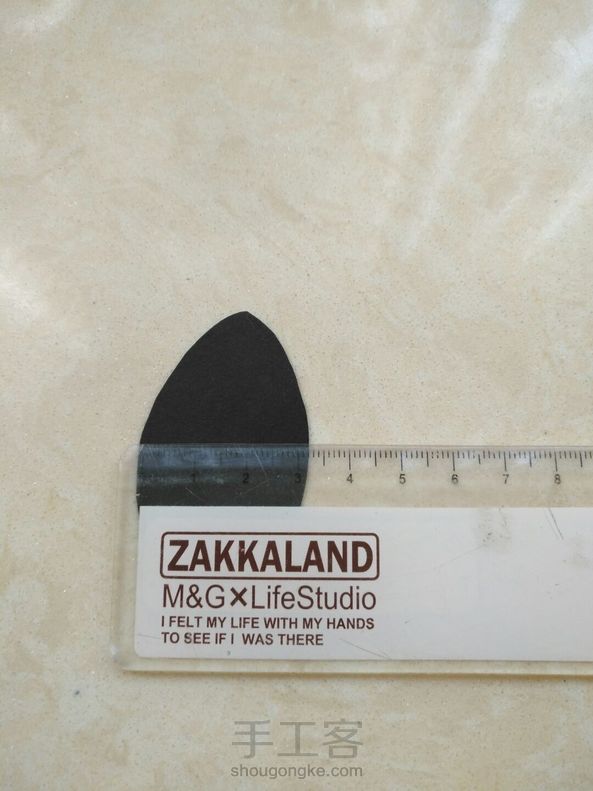 1 2 3 4 5 6 7 8
ZAKKALAND
M&G×LifeStudio
I FELT MY LIFE WITH MY HANDS
TO SEE IF I WAS THERE
手工客
shougongke.com